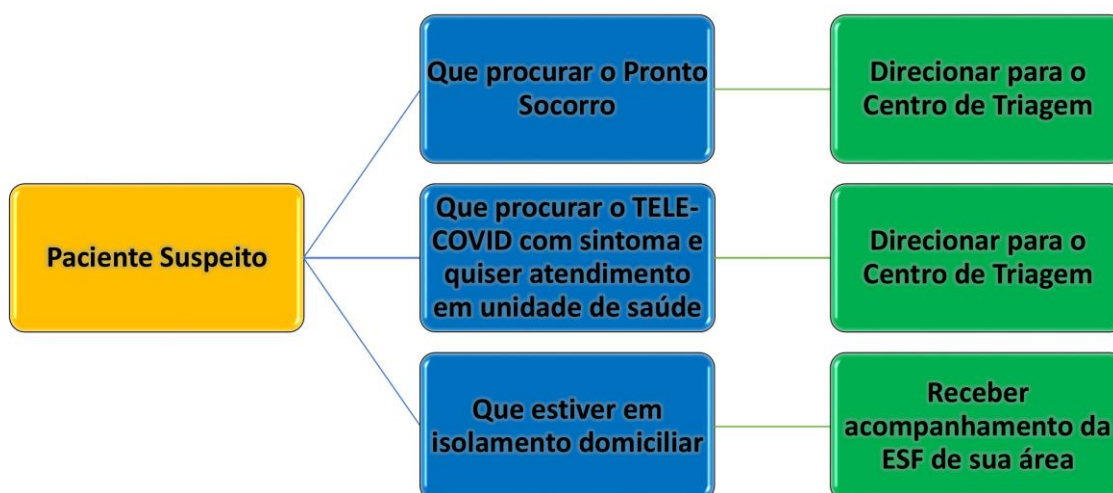 Paciente Suspeito
Que procurar o Pronto
Socorro
Direcionar para o
Centro de Triagem
Que procurar o TELE-
COVID com sintoma e
quiser atendimento
em unidade de saúde
Direcionar para o
Centro de Triagem
Que estiver em
isolamento domiciliar
Receber
acompanhamento da
ESF de sua área